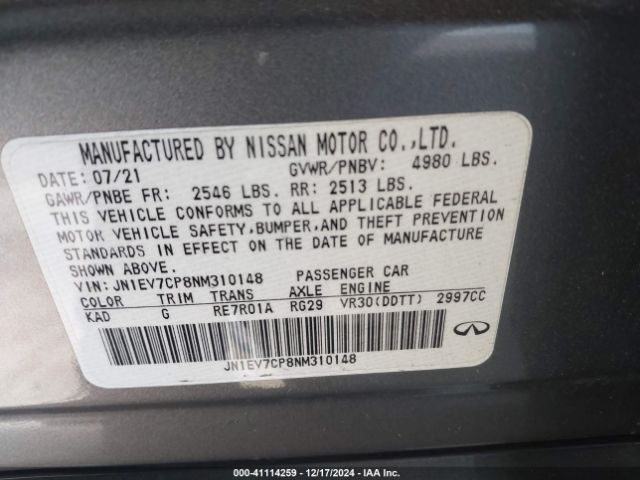 MANUFACTURED BY NISSAN MOTOR CO.,LTD.
DATE: 07/21 GVWR/PNBV: 4980 LBS.
GAWR/PNBE FR: 2546 LBS. RR: 2513 LBS.
THIS VEHICLE CONFORMS TO ALL APPLICABLE FEDERAL
MOTOR VEHICLE SAFETY,BUMPER,AND THEFT PREVENTION
STANDARDS IN EFFECT ON THE DATE OF MANUFACTURE
SHOWN ABOVE.
VIN: JN1EV7CP8NM310148 PASSENGER CAR
COLOR TRIM TRANS AXLE ENGINE
KAD G RE7R01A RG29 VR30(DDTT) 2997CC
JN1EV7CP8NM310148
INFINITI
000-41114259 - 12/17/2024 - IAA Inc.